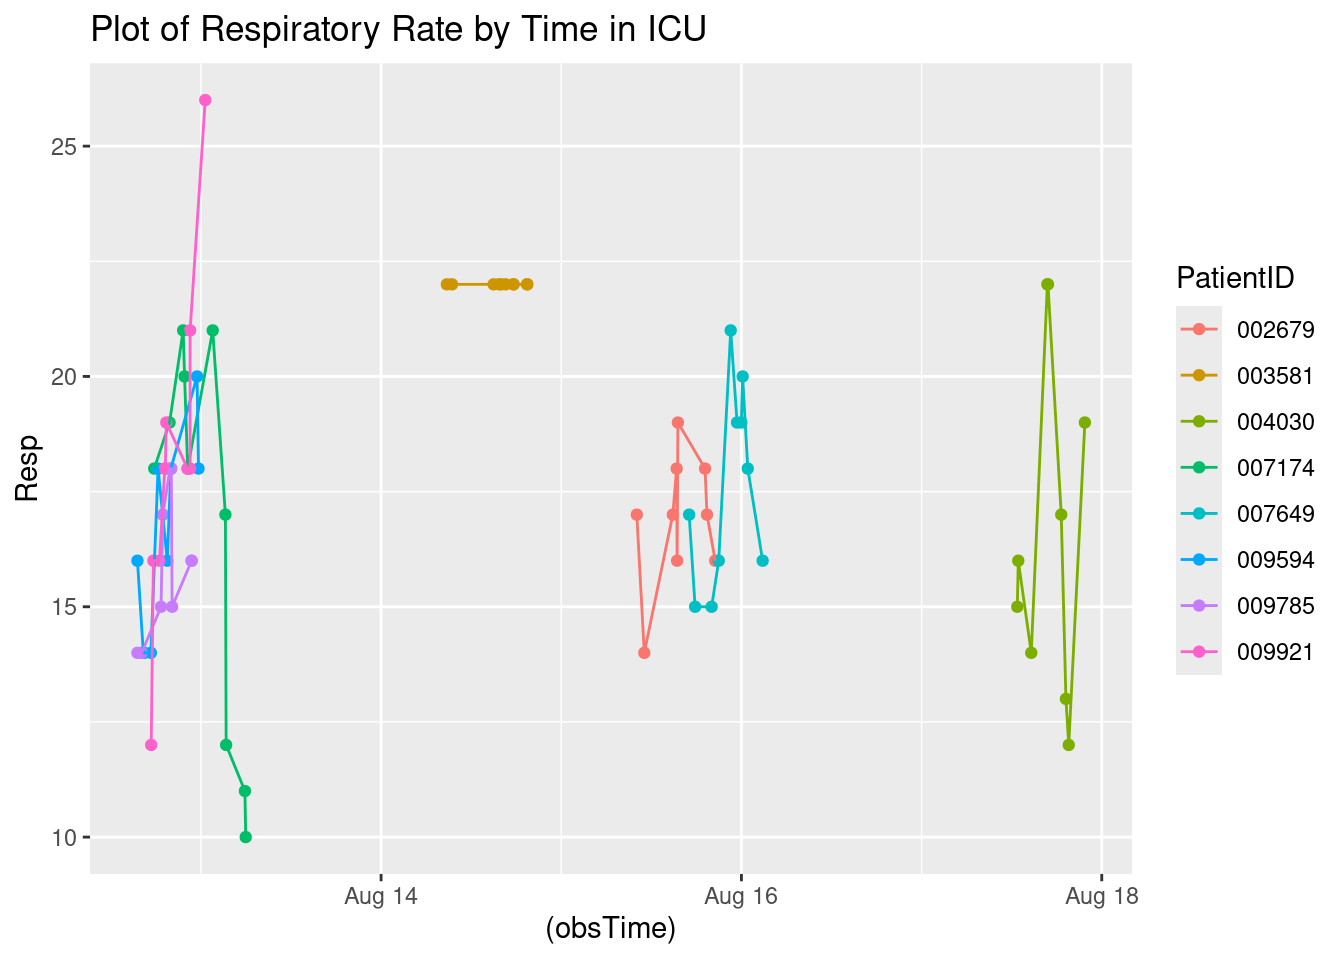 Plot of Respiratory Rate by Time in ICU
25
20
15
10
Resp
Aug 14
Aug 16
Aug 18
(obsTime)
PatientID
002679
003581
004030
007174
007649
009594
009785
009921